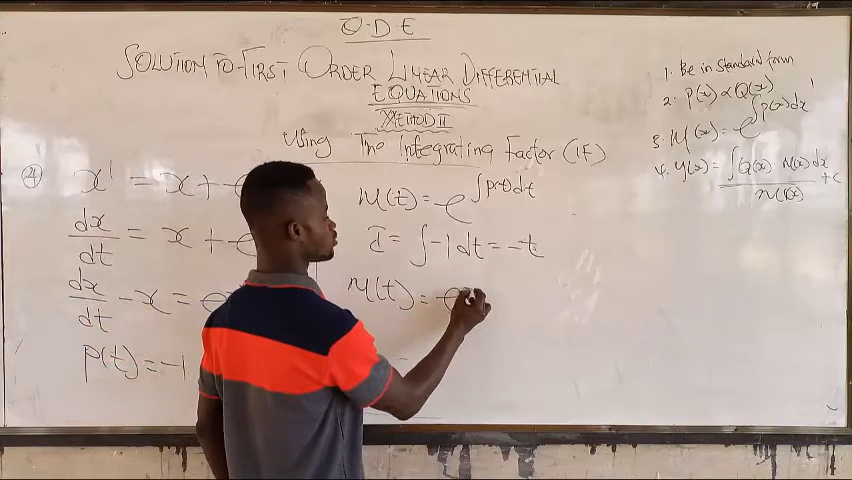 O.D.E
SOLUTION TO FIRST ORDER LINEAR DIFFERENTIAL
EQUATIONS
METHOD II
Using The Integrating Factor (IF)
④ x' = x + e
dx/dt = x + e
dx/dt - x = e
P(t) = -1
M(t) = e^∫p(t)dt
I = ∫-1 dt = -t
M(t) = e
1. Be in Standard form
2. P(x) & Q(x)
3. M(x) = e^∫p(x)dx
4. y(x) = ∫Q(x) M(x)dx + c / M(x)